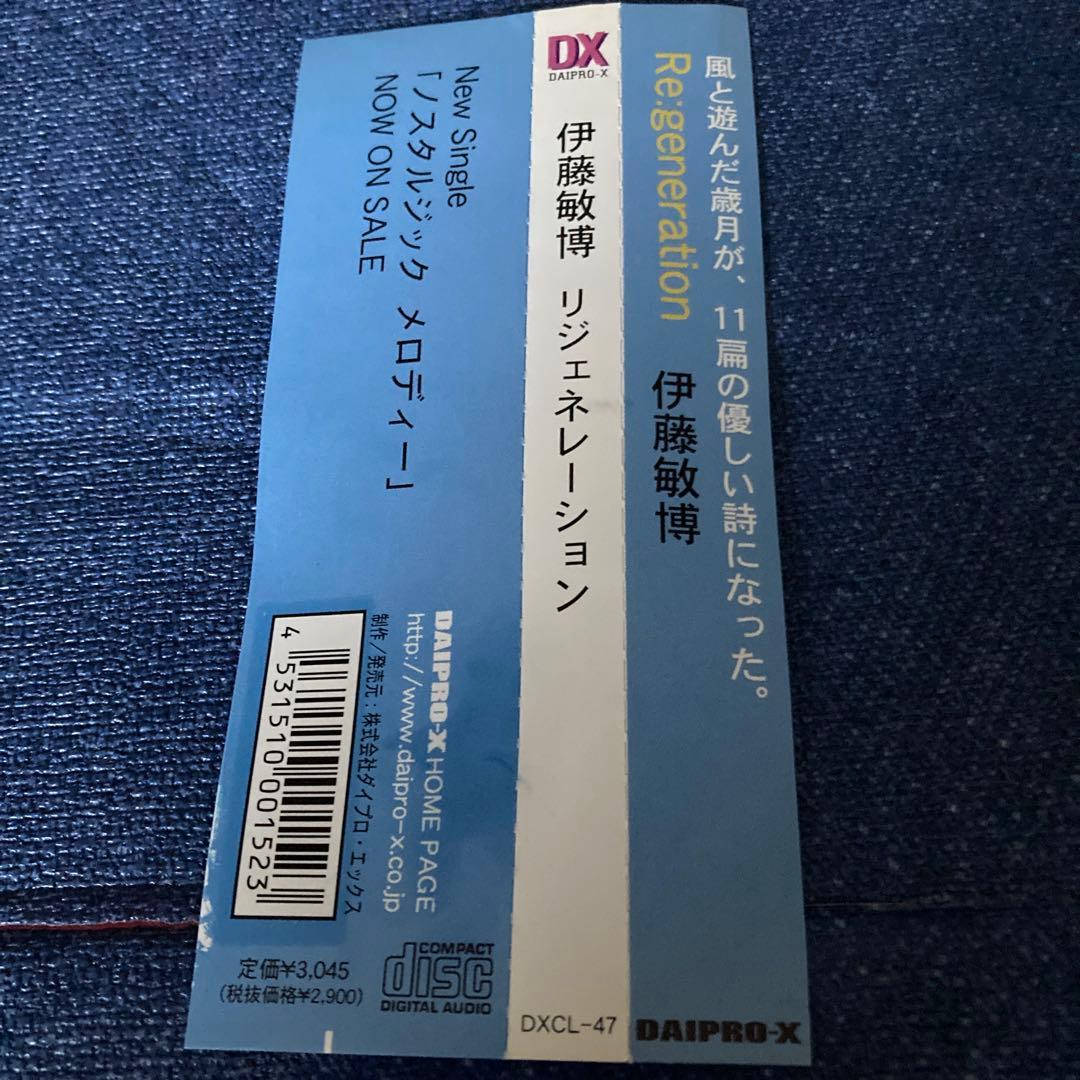 風と遊んだ歳月が、11扁の優しい詩になった。
Re:generation 伊藤敏博
DAIPRO-X
DX
DAIPRO-X
伊藤敏博 リジェネレーション
DXCL-47
New Single
「ノスタルジック メロディー」
NOW ON SALE
DAIPRO-X HOME PAGE
http://www.daipro-x.co.jp
制作/発売元:株式会社ダイプロ・エックス
4 531510 001523
COMPACT
disc
DIGITAL AUDIO
定価¥3,045
(税抜価格¥2,900)